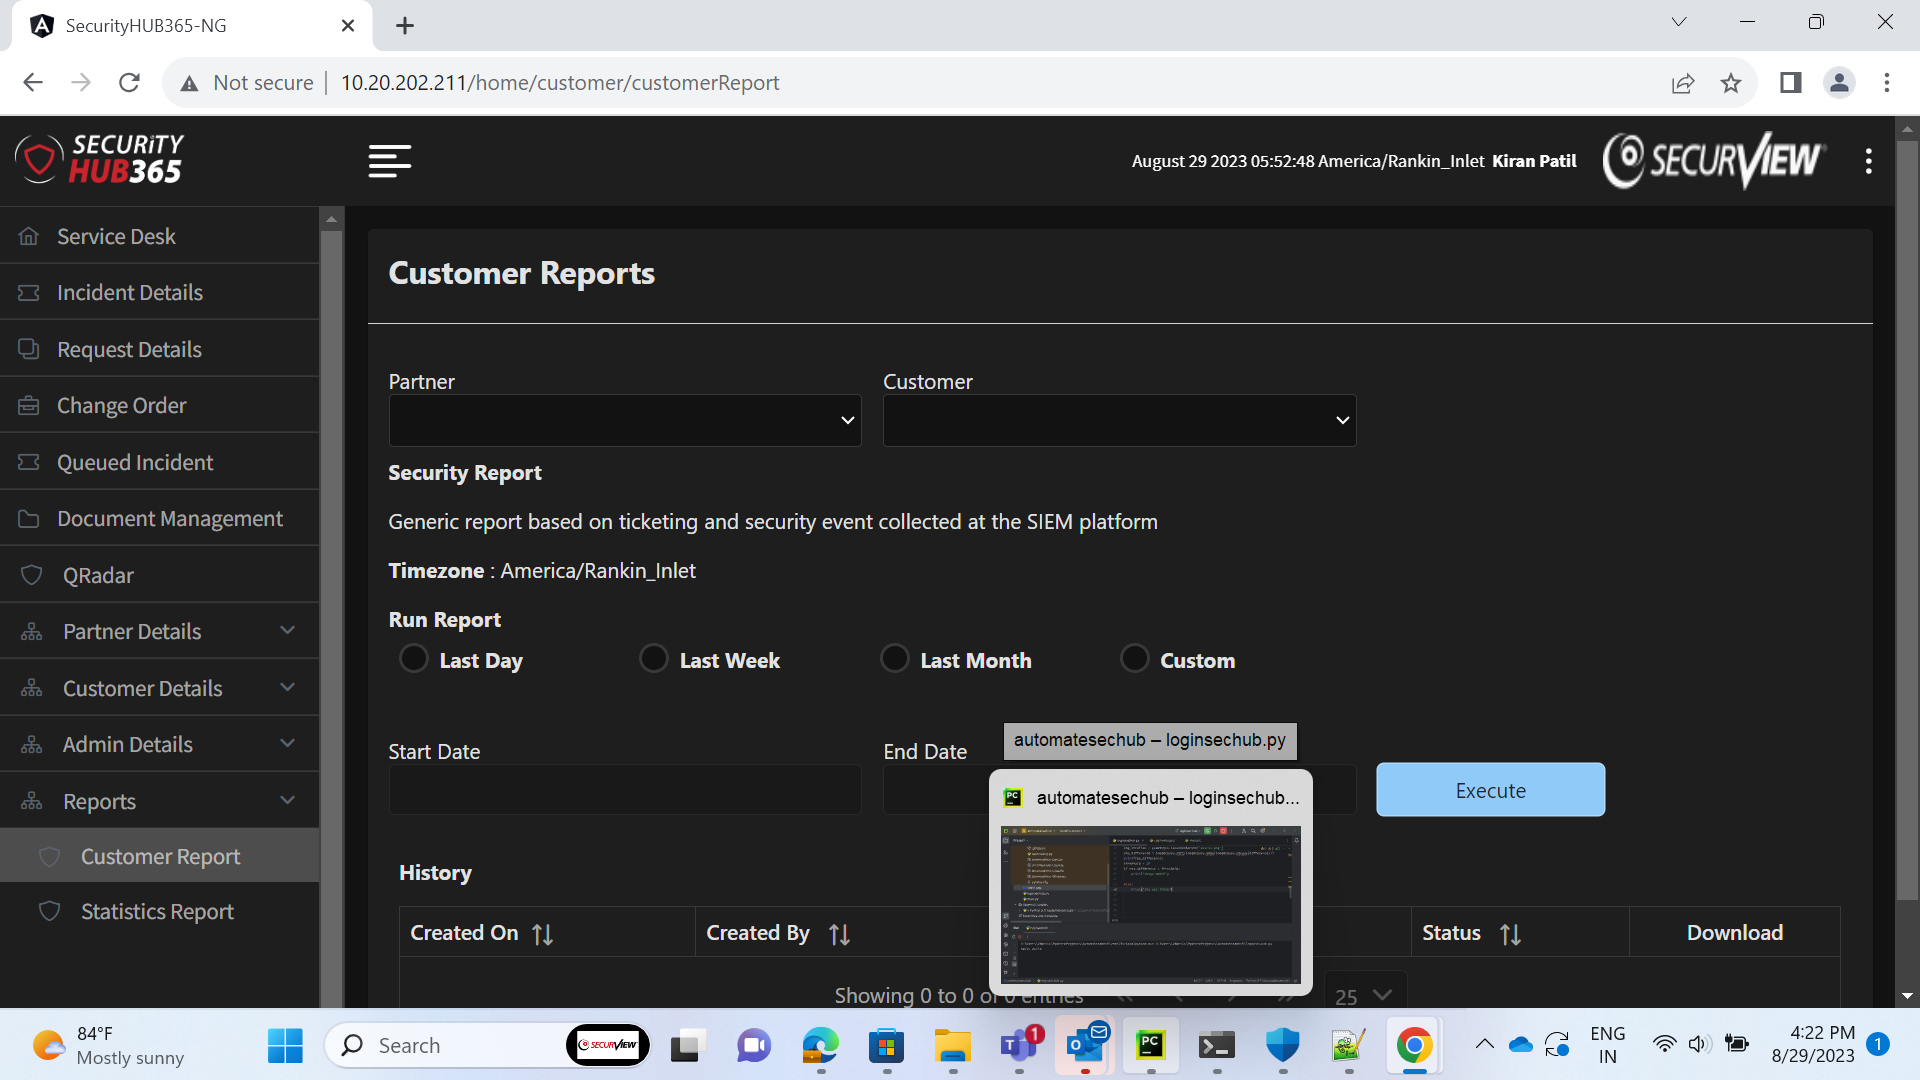 SecurityHUB365-NG
Not secure
10.20.202.211/home/customer/customerReport
SECURITY
HUB365
August 29 2023 05:52:48 America/Rankin_Inlet Kiran Patil
SECURVIEW
Service Desk
Incident Details
Request Details
Change Order
Queued Incident
Document Management
QRadar
Partner Details
Customer Details
Admin Details
Reports
Customer Report
Statistics Report
Customer Reports
Partner
Customer
Security Report
Generic report based on ticketing and security event collected at the SIEM platform
Timezone : America/Rankin_Inlet
Run Report
Last Day
Last Week
Last Month
Custom
Start Date
End Date
automatesechub – loginsechub.py
PC
automatesechub – loginsechub...
Execute
History
Created On
Created By
Status
Download
Showing 0 to 0 of 0 entries
25
84°F
Mostly sunny
Search
SECURVIEW
1
PC
ENG
IN
4:22 PM
8/29/2023
1